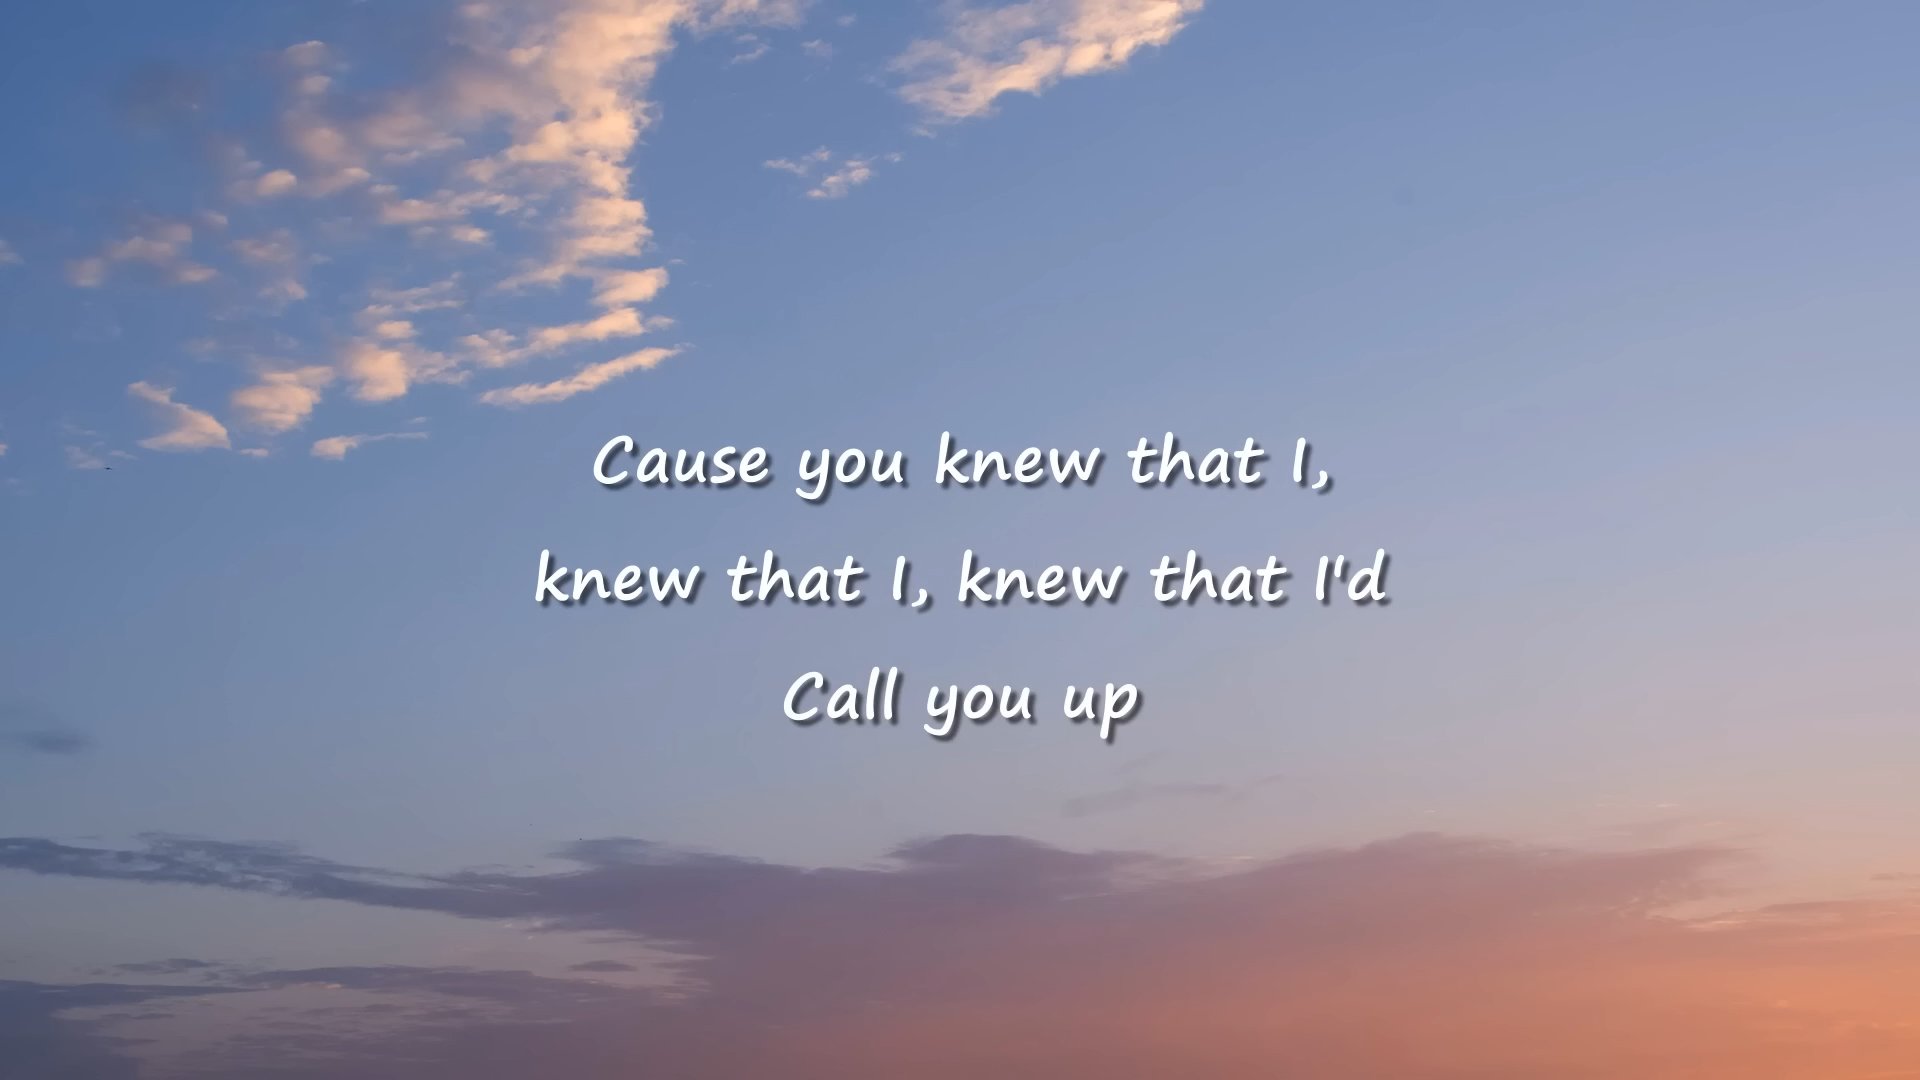 Cause you knew that I,
knew that I, knew that I'd
Call you up